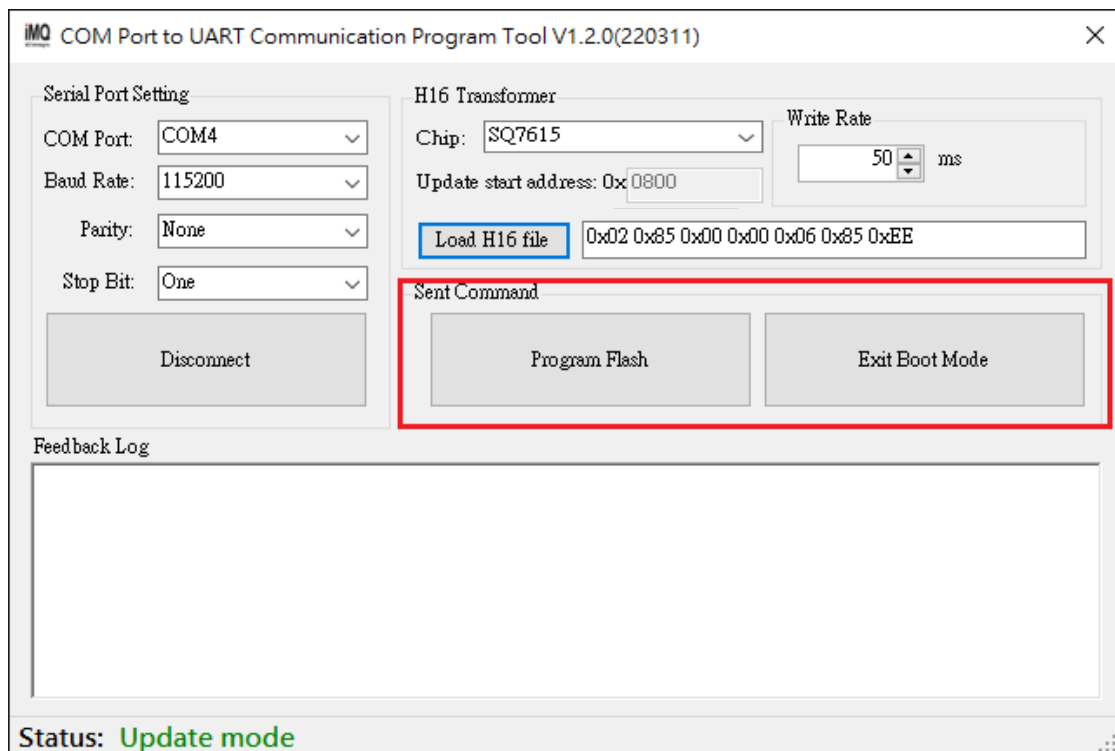 iMQ COM Port to UART Communication Program Tool V1.2.0(220311)
Serial Port Setting
COM Port: COM4
Baud Rate: 115200
Parity: None
Stop Bit: One
Disconnect
H16 Transformer
Chip: SQ7615
Write Rate
50 ms
Update start address: 0x 0800
Load H16 file 0x02 0x85 0x00 0x00 0x06 0x85 0xEE
Sent Command
Program Flash Exit Boot Mode
Feedback Log
Status: Update mode